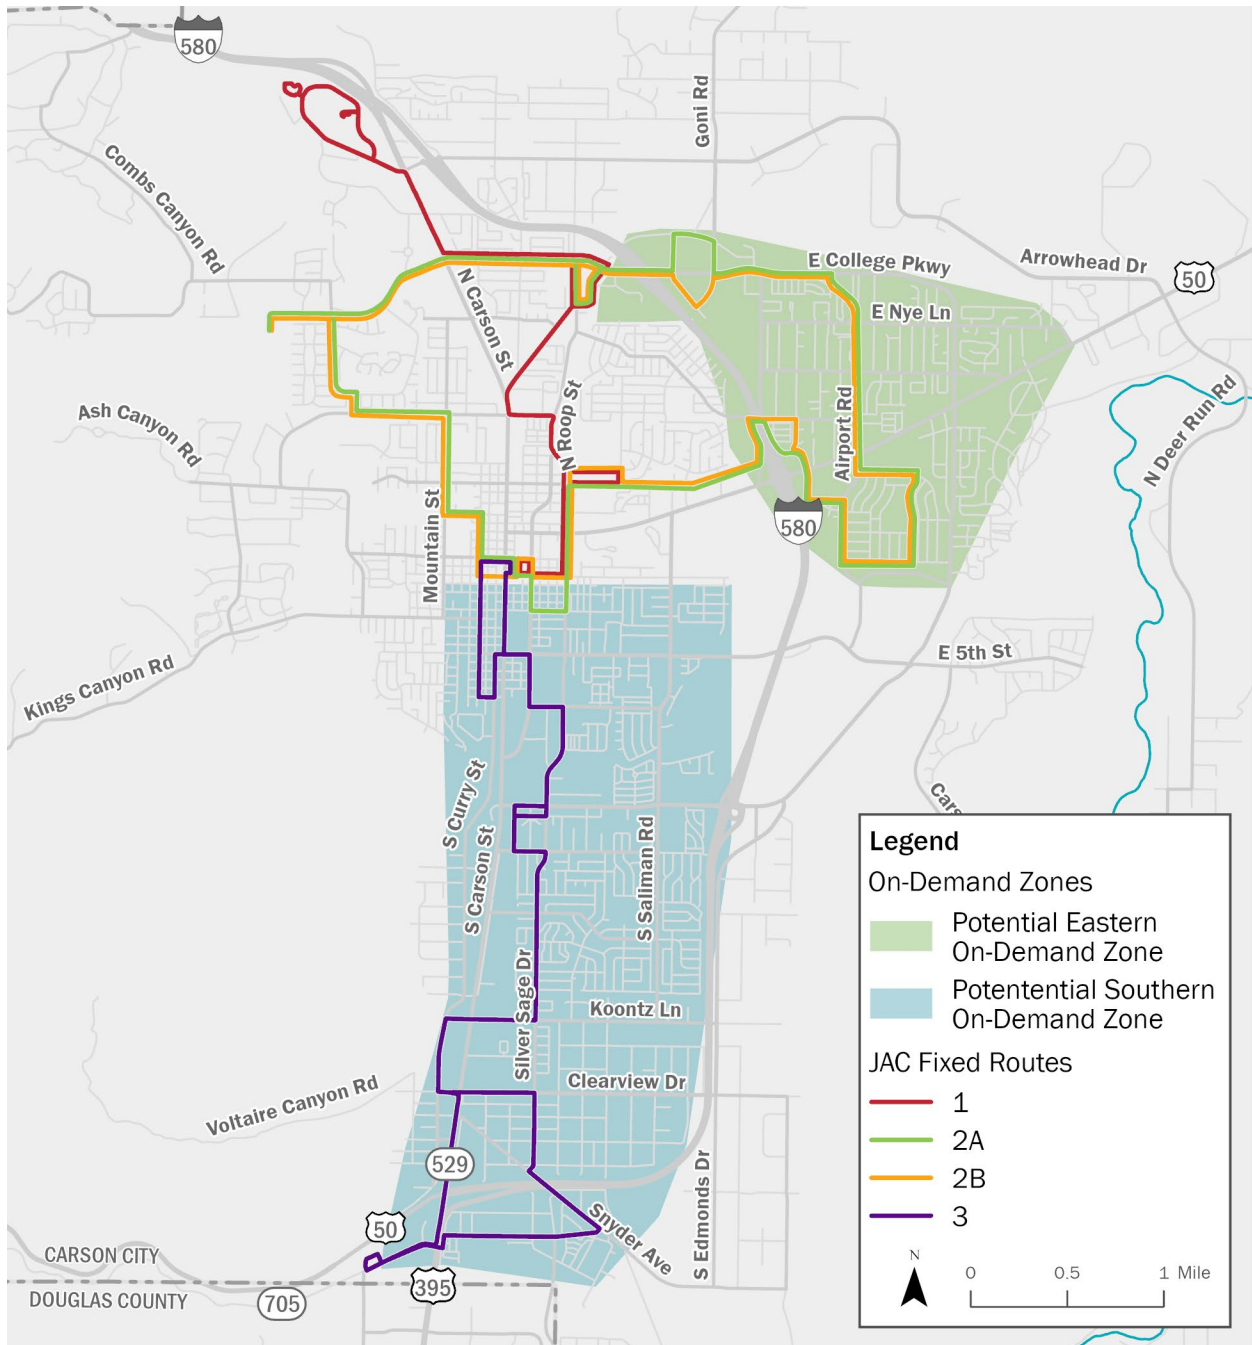 580
Goni Rd
Combs Canyon Rd
E College Pkwy
Arrowhead Dr
50
N Carson St
E Nye Ln
N Deer Run Rd
Ash Canyon Rd
N Roop St
Airport Rd
Mountain St
580
E 5th St
Kings Canyon Rd
S Curry St
Cars
S Carson St
S Saliman Rd
Silver Sage Dr
Koontz Ln
Clearview Dr
Voltaire Canyon Rd
529
50
Snyder Ave
S Edmonds Dr
CARSON CITY
DOUGLAS COUNTY
705
395
Legend
On-Demand Zones
Potential Eastern
On-Demand Zone
Potentential Southern
On-Demand Zone
JAC Fixed Routes
1
2A
2B
3
N
0 0.5 1 Mile